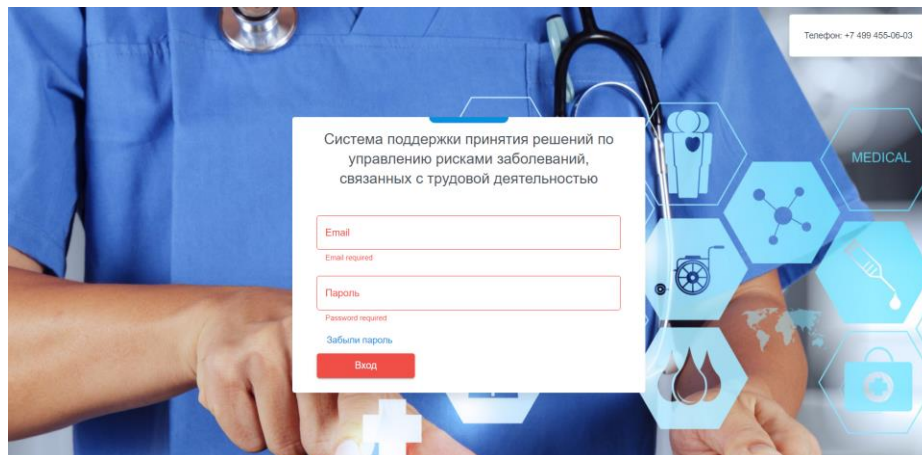 Телефон: +7 499 455-06-03
Система поддержки принятия решений по
управлению рисками заболеваний,
связанных с трудовой деятельностью
MEDICAL
Email
Email required
Пароль
Password required
Забыли пароль
Вход